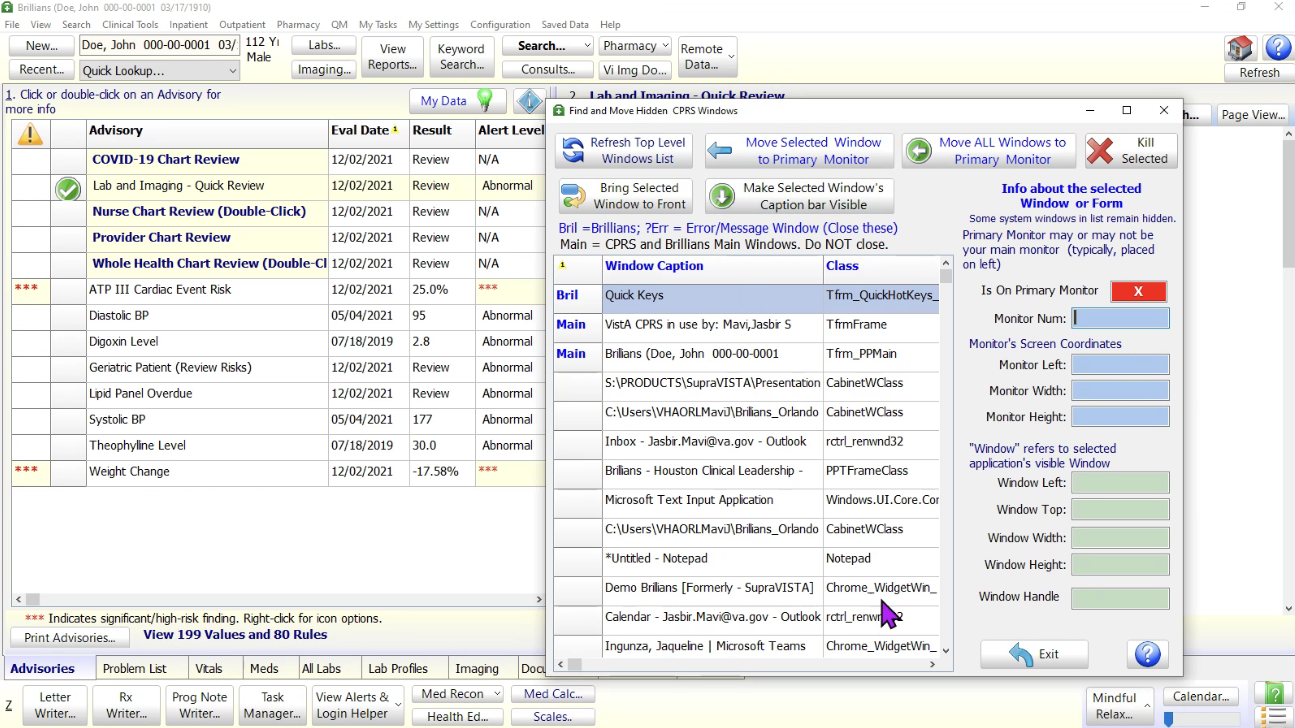 Brillians (Doe, John 000-00-0001 03/17/1910)
File View Search Clinical Tools Inpatient Outpatient Pharmacy QM My Tasks My Settings Configuration Saved Data Help
New... Doe, John 000-00-0001 03/ 112 Yi Labs... View Keyword Search... Pharmacy Remote
Male Reports... Search... Data...
Recent... Quick Lookup... Imaging... Consults... Vi Img Do... Refresh
1. Click or double-click on an Advisory for
more info
My Data
2. Lab and Imaging - Quick Review
Page View...
Advisory Eval Date 1 Result Alert Level
COVID-19 Chart Review 12/02/2021 Review N/A
Lab and Imaging - Quick Review 12/02/2021 Review Abnormal
Nurse Chart Review (Double-Click) 12/02/2021 Review N/A
Provider Chart Review 12/02/2021 Review N/A
Whole Health Chart Review (Double-Cl 12/02/2021 Review N/A
*** ATP III Cardiac Event Risk 12/02/2021 25.0% ***
Diastolic BP 05/04/2021 95 Abnormal
Digoxin Level 07/18/2019 2.8 Abnormal
Geriatric Patient (Review Risks) 12/02/2021 Review Abnormal
Lipid Panel Overdue 12/02/2021 Review Abnormal
Systolic BP 05/04/2021 177 Abnormal
Theophylline Level 07/18/2019 30.0 Abnormal
*** Weight Change 12/02/2021 -17.58% ***
*** Indicates significant/high-risk finding. Right-click for icon options.
Print Advisories... View 199 Values and 80 Rules
Advisories Problem List Vitals Meds All Labs Lab Profiles Imaging Docu
Z Letter Writer... Rx Writer... Prog Note Writer... Task Manager... View Alerts & Login Helper Med Recon Med Calc...
Health Ed... Scales..
Mindful Relax... Calendar...
Find and Move Hidden CPRS Windows
Refresh Top Level Windows List
Move Selected Window to Primary Monitor
Move ALL Windows to Primary Monitor
Kill Selected
Bring Selected Window to Front
Make Selected Window's Caption bar Visible
Bril =Brillians; ?Err = Error/Message Window (Close these)
Main = CPRS and Brillians Main Windows. Do NOT close.
1 Window Caption Class
Bril Quick Keys Tfrm_QuickHotKeys_
Main VistA CPRS in use by: Mavi,Jasbir S TfrmFrame
Main Brilians (Doe, John 000-00-0001 Tfrm_PPMain
S:\PRODUCTS\SupraVISTA\Presentation CabinetWClass
C:\Users\VHAORLMaviJ\Brilians_Orlando CabinetWClass
Inbox - Jasbir.Mavi@va.gov - Outlook rctrl_renwnd32
Brilians - Houston Clinical Leadership - PPTFrameClass
Microsoft Text Input Application Windows.UI.Core.Cor
C:\Users\VHAORLMaviJ\Brilians_Orlando CabinetWClass
*Untitled - Notepad Notepad
Demo Brilians [Formerly - SupraVISTA] Chrome_WidgetWin_
Calendar - Jasbir.Mavi@va.gov - Outlook
Ingunza, Jaqueline | Microsoft Teams Chrome_WidgetWin_
Info about the selected
Window or Form
Some system windows in list remain hidden.
Primary Monitor may or may not be
your main monitor (typically, placed
on left)
Is On Primary Monitor X
Monitor Num:
Monitor's Screen Coordinates
Monitor Left:
Monitor Width:
Monitor Height:
"Window" refers to selected
application's visible Window
Window Left:
Window Top:
Window Width:
Window Height:
Window Handle
Exit